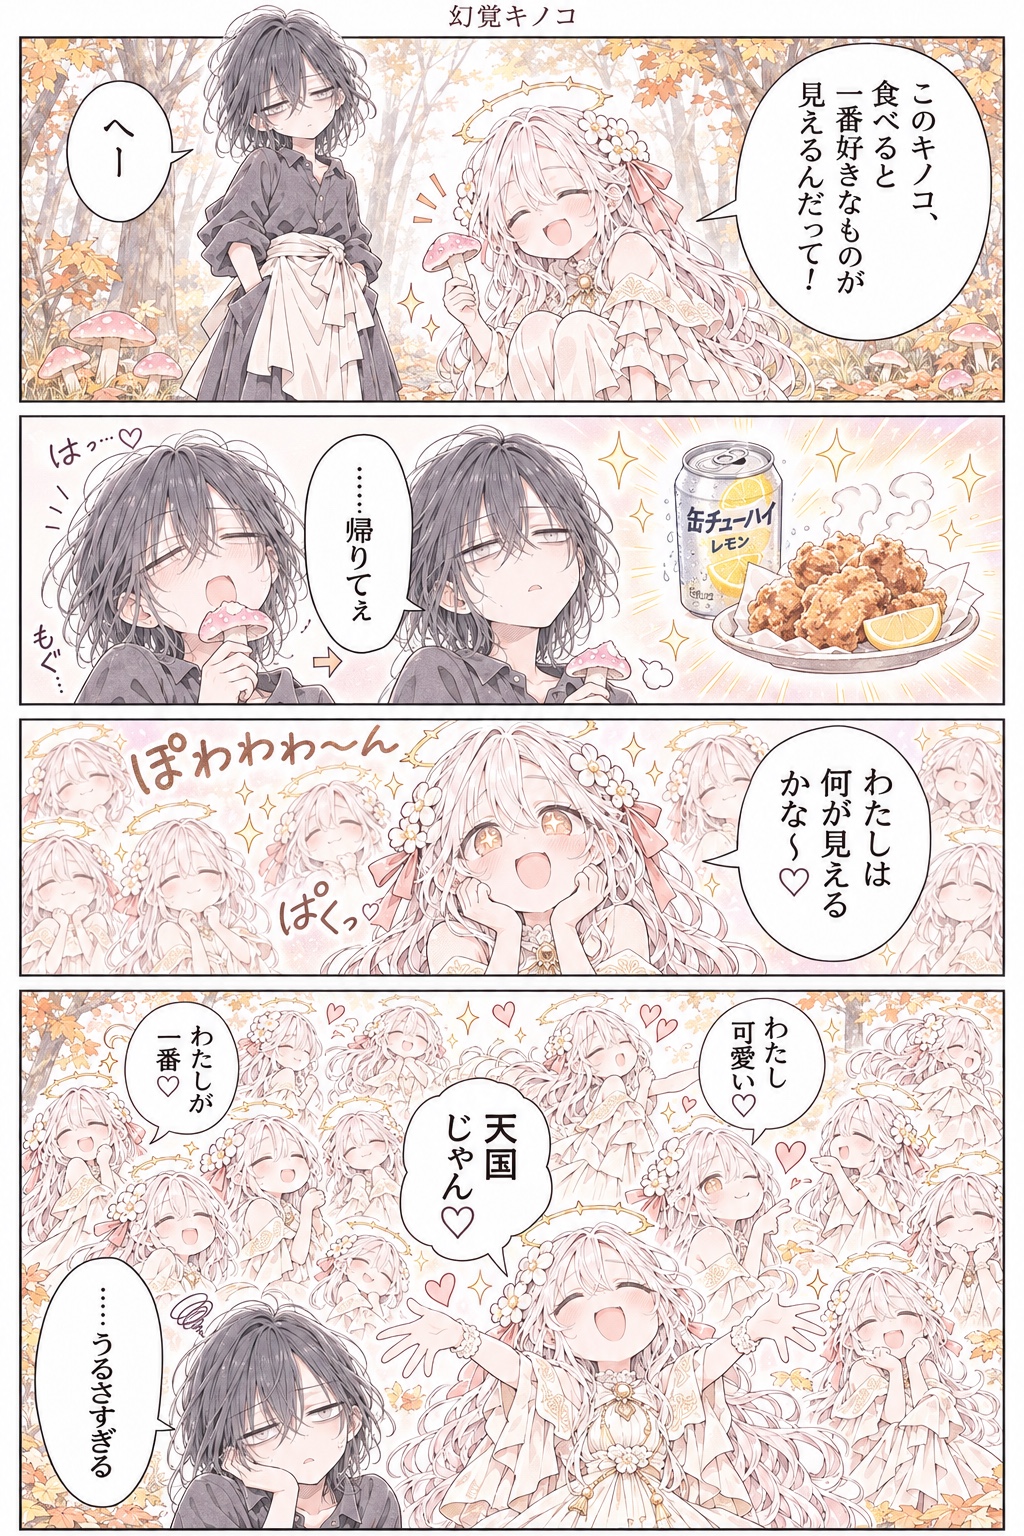 幻覚キノコ
このキノコ、
食べると
一番好きなものが
見えるんだって！
へー
はっ…♡
もぐ…
……帰りてぇ
缶チューハイ
レモン
ぽわわわ〜ん
わたしは
何が見える
かな〜♡
ぱくっ♡
わたし
可愛い♡
わたしが
一番♡
天国
じゃん♡
……うるさすぎる